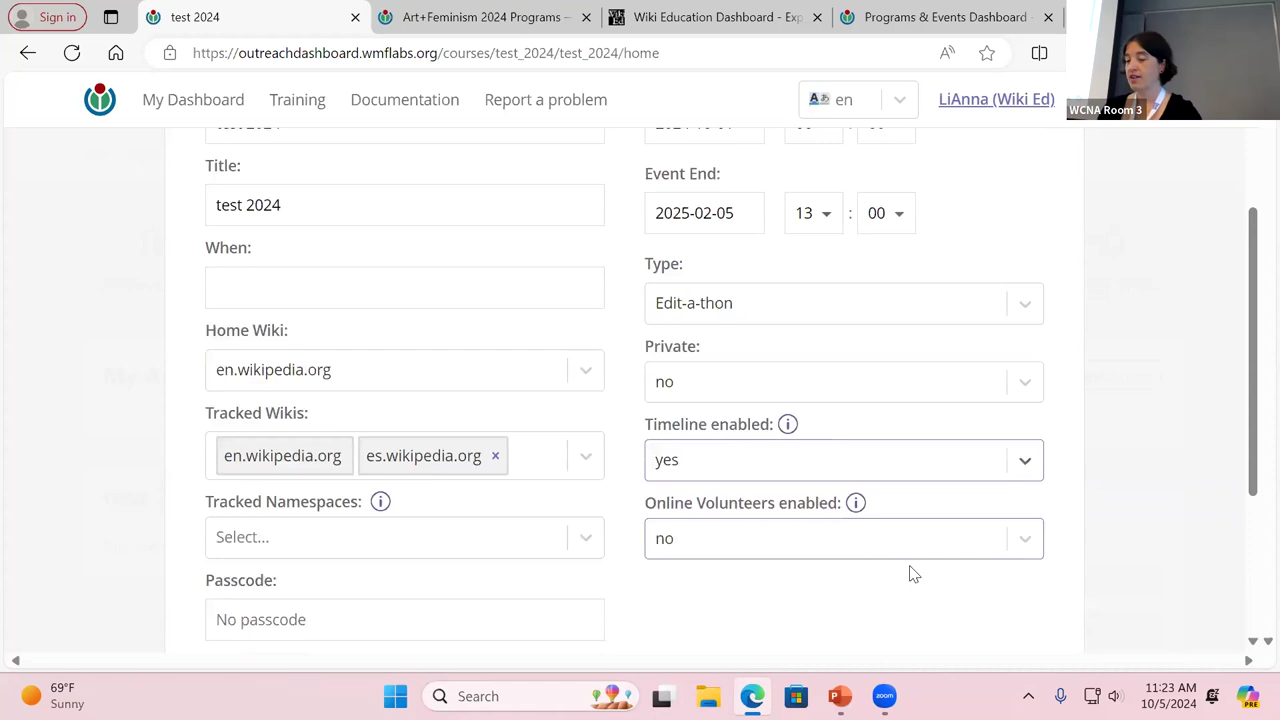 Sign in
test 2024
Art+Feminism 2024 Programs –
Wiki Education Dashboard - Exp
Programs & Events Dashboard -
https://outreachdashboard.wmflabs.org/courses/test_2024/test_2024/home
My Dashboard
Training
Documentation
Report a problem
en
LiAnna (Wiki Ed)
WCNA Room 3
Title:
test 2024
When:
Home Wiki:
en.wikipedia.org
Tracked Wikis:
en.wikipedia.org
es.wikipedia.org ×
Tracked Namespaces:
Select...
Passcode:
No passcode
Event End:
2025-02-05
13 : 00
Type:
Edit-a-thon
Private:
no
Timeline enabled:
yes
Online Volunteers enabled:
no
69°F
Sunny
Search
zoom
PRE
11:23 AM
10/5/2024